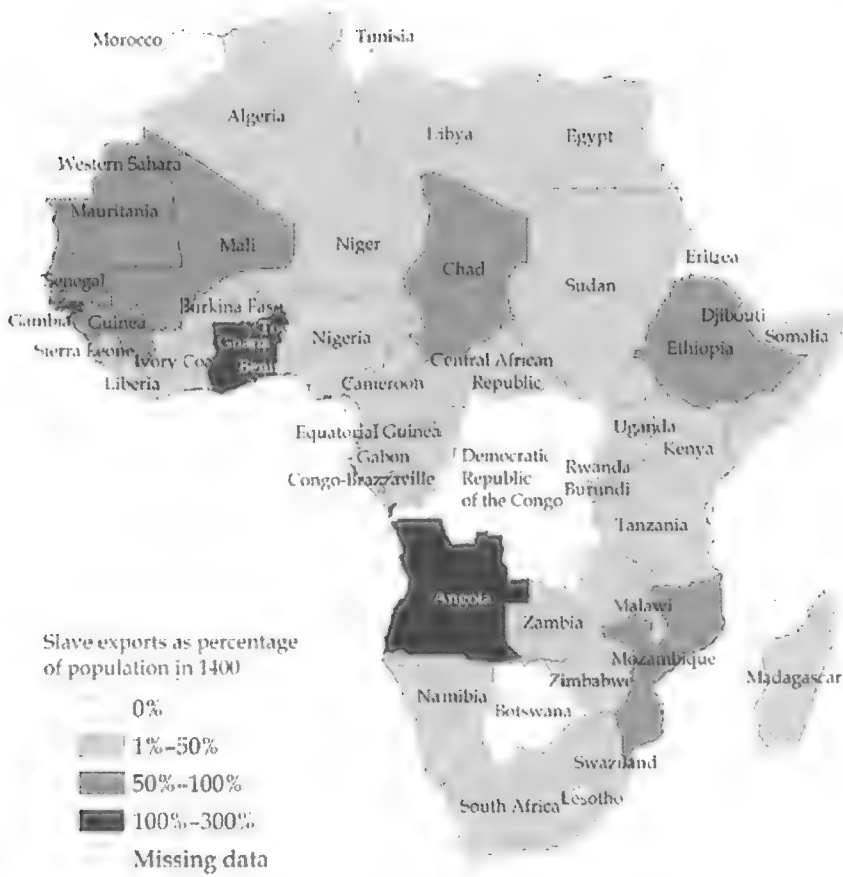 Morocco
Tunisia
Algeria
Libya
Egypt
Western Sahara
Mauritania
Mali
Niger
Chad
Sudan
Eritrea
Senegal
Gambia
Guinea
Burkina Faso
Nigeria
Djibouti
Ethiopia
Somalia
Sierra Leone
Ivory Coa
Liberia
Cameroon
Central African
Republic
Equatorial Guinea
Gabon
Congo-Brazzaville
Democratic
Republic
of the Congo
Uganda
Kenya
Rwanda
Burundi
Tanzania
Angola
Zambia
Malawi
Mozambique
Zimbabwe
Madagascar
Namibia
Botswana
Swaziland
South Africa
Lesotho
Slave exports as percentage
of population in 1400
0%
1%–50%
50%–100%
100%–300%
Missing data